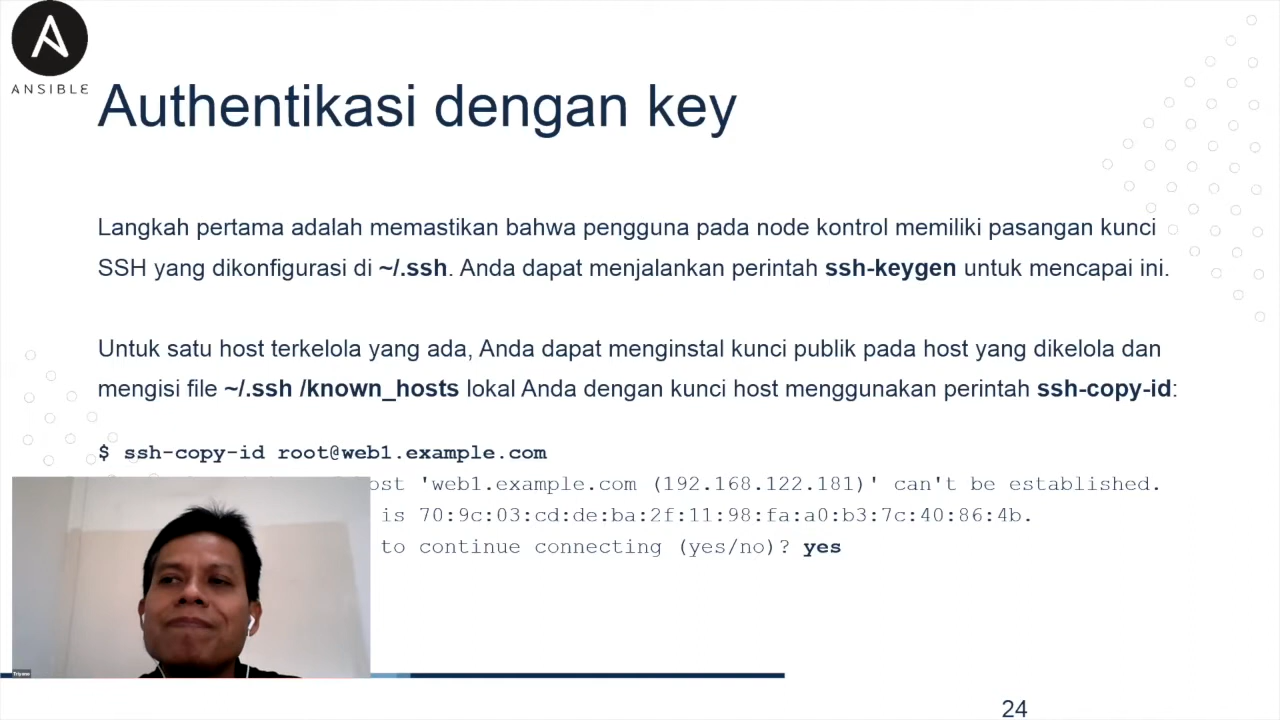 ANSIBLE
Authentikasi dengan key
Langkah pertama adalah memastikan bahwa pengguna pada node kontrol memiliki pasangan kunci
SSH yang dikonfigurasi di ~/.ssh. Anda dapat menjalankan perintah ssh-keygen untuk mencapai ini.
Untuk satu host terkelola yang ada, Anda dapat menginstal kunci publik pada host yang dikelola dan
mengisi file ~/.ssh /known_hosts lokal Anda dengan kunci host menggunakan perintah ssh-copy-id:
$ ssh-copy-id root@web1.example.com
'web1.example.com (192.168.122.181)' can't be established.
is 70:9c:03:cd:de:ba:2f:11:98:fa:a0:b3:7c:40:86:4b.
to continue connecting (yes/no)? yes
Triyono
24